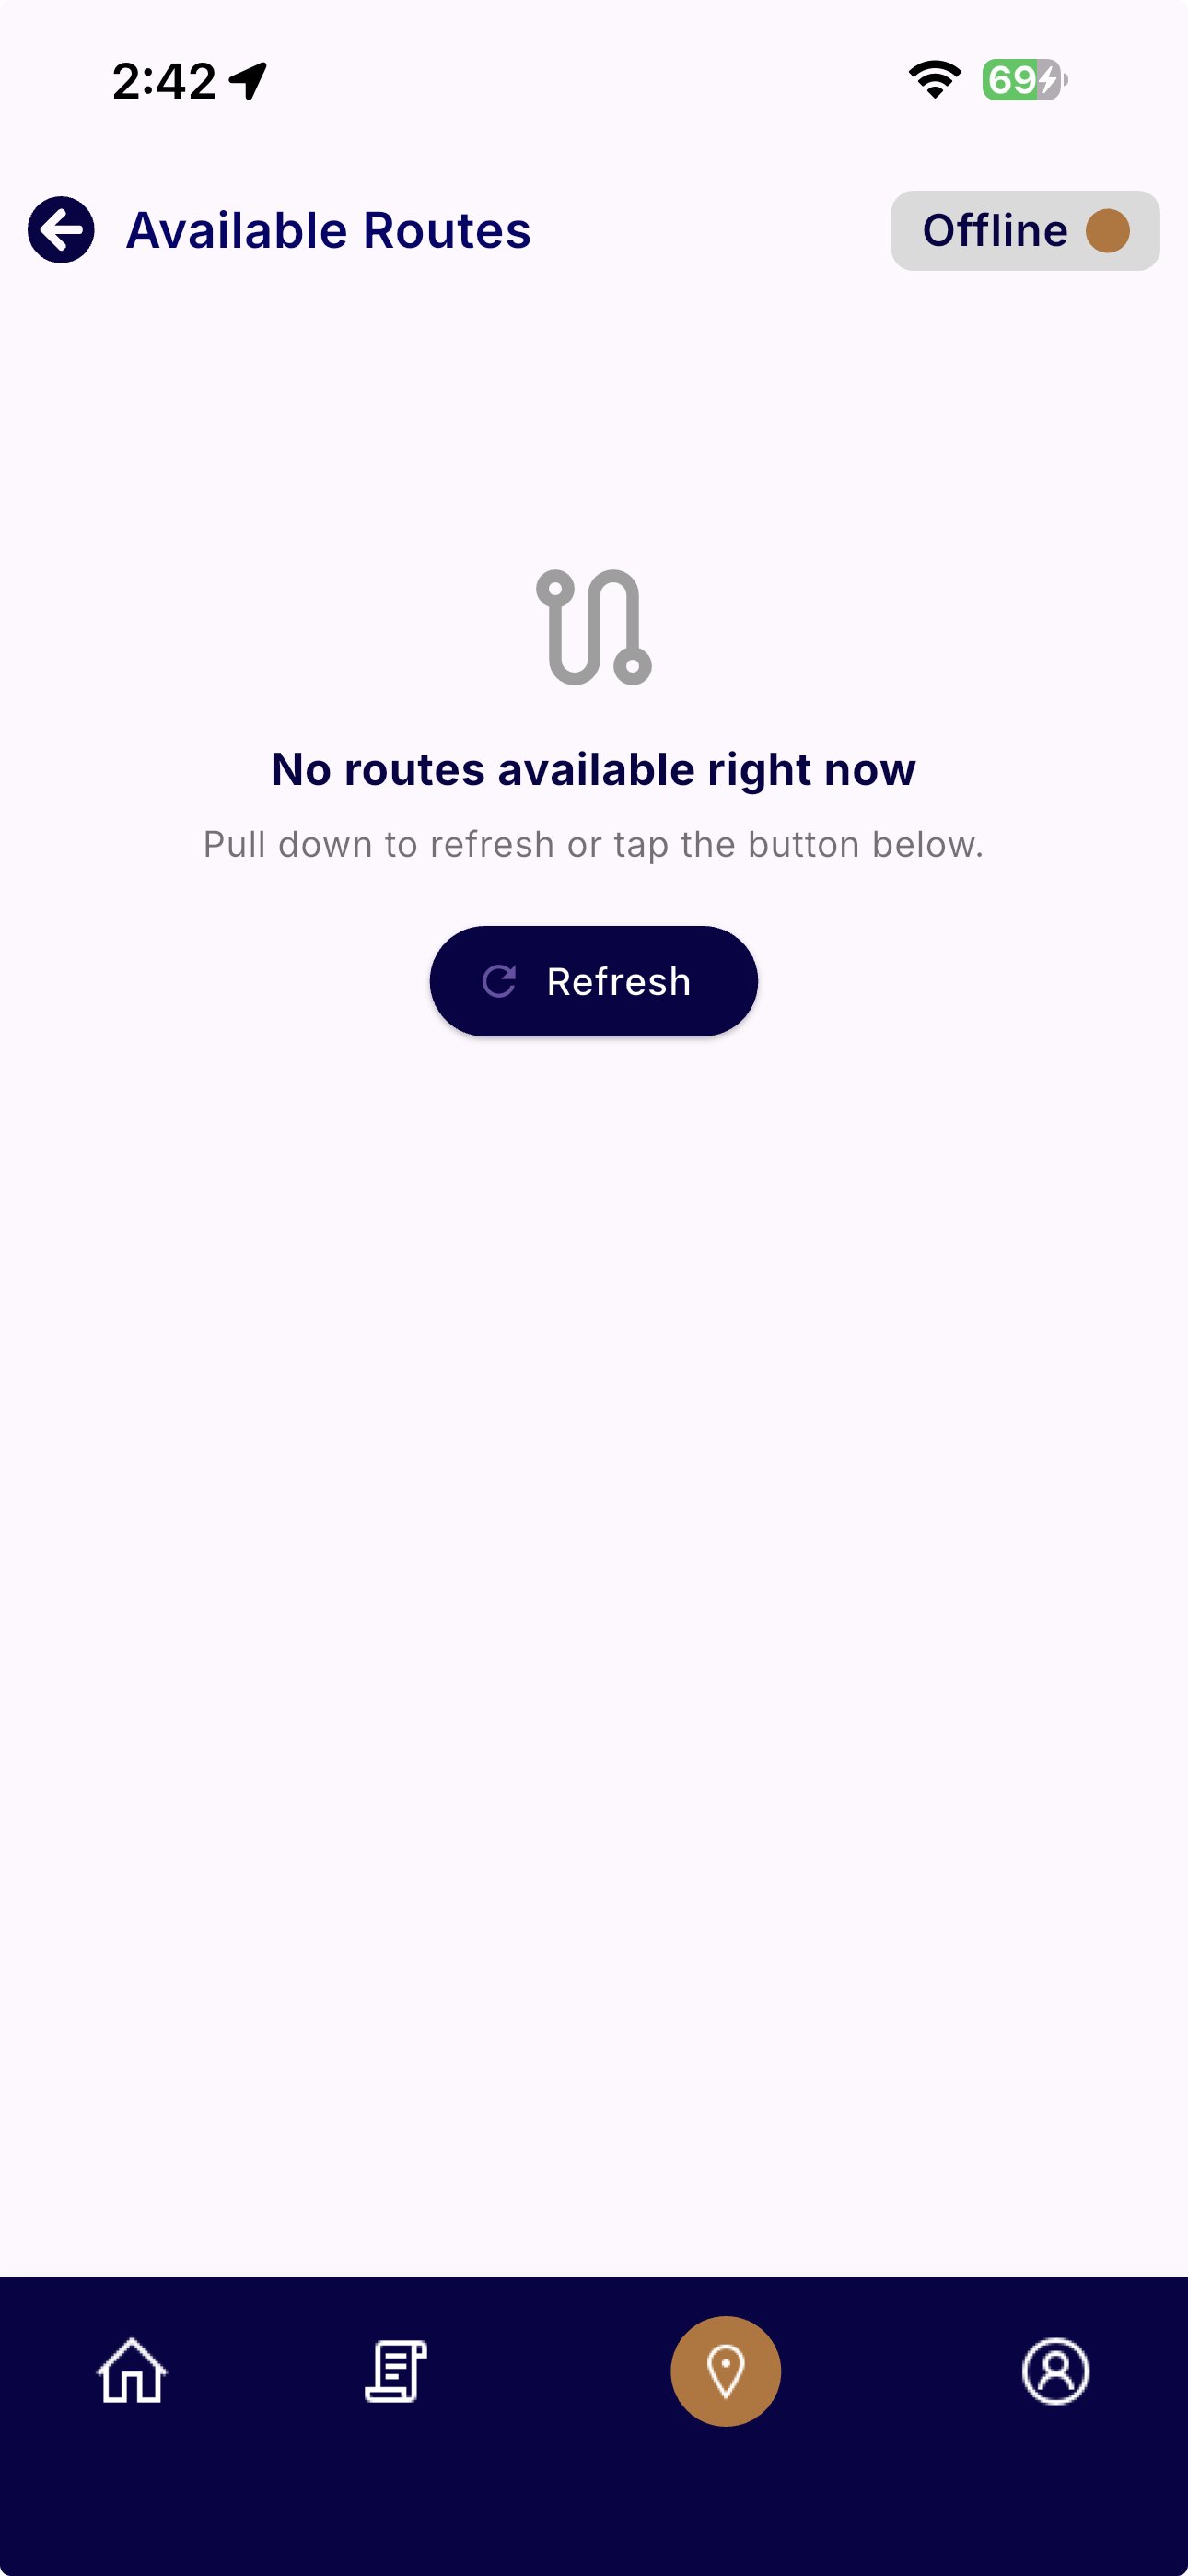 2:42
69
Available Routes
Offline
No routes available right now
Pull down to refresh or tap the button below.
Refresh